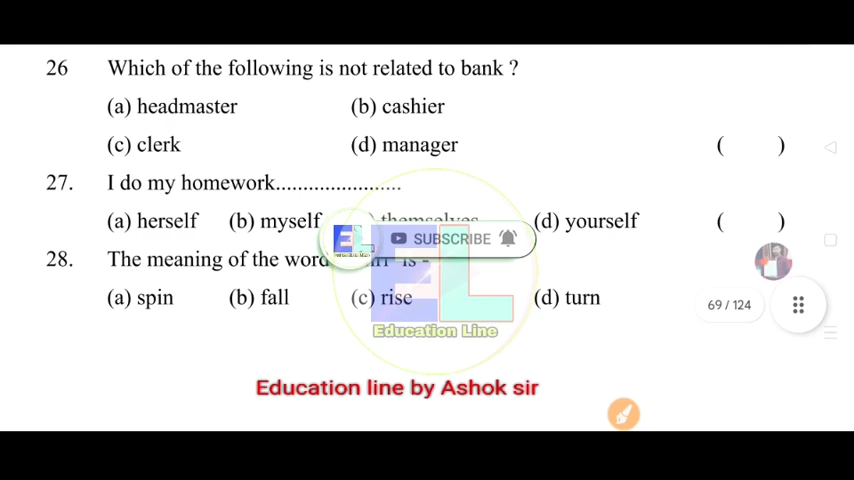 26 Which of the following is not related to bank ?
(a) headmaster (b) cashier
(c) clerk (d) manager ( )
27. I do my homework.......................
(a) herself (b) myself (c) themselves (d) yourself ( )
SUBSCRIBE
28. The meaning of the word is -
(a) spin (b) fall (c) rise (d) turn
69 / 124
EL
Education Line
Education line by Ashok sir